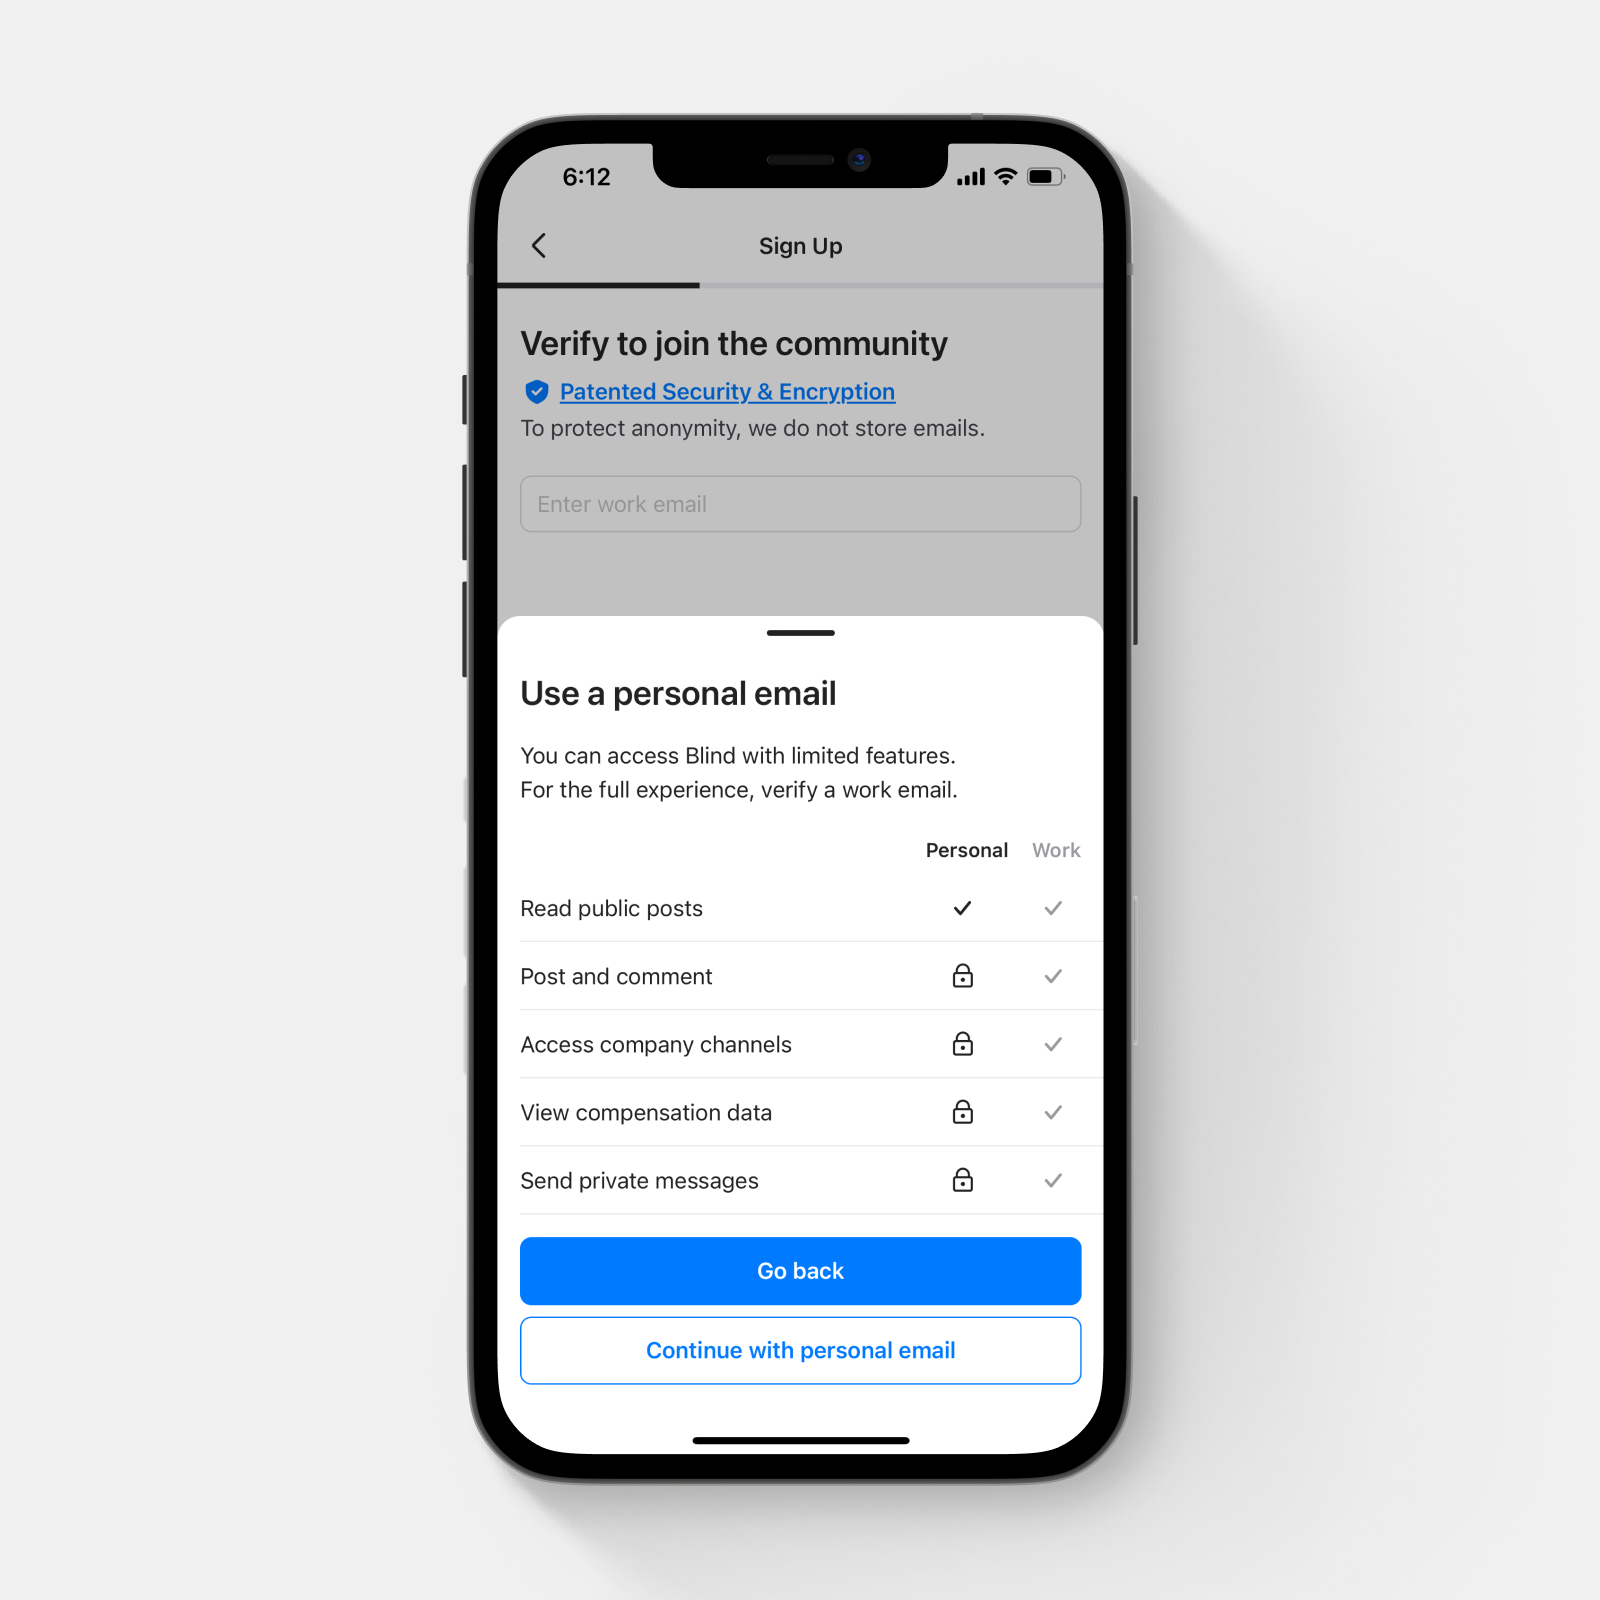 6:12
Sign Up
Verify to join the community
Patented Security & Encryption
To protect anonymity, we do not store emails.
Enter work email
Use a personal email
You can access Blind with limited features.
For the full experience, verify a work email.
Personal Work
Read public posts
Post and comment
Access company channels
View compensation data
Send private messages
Go back
Continue with personal email